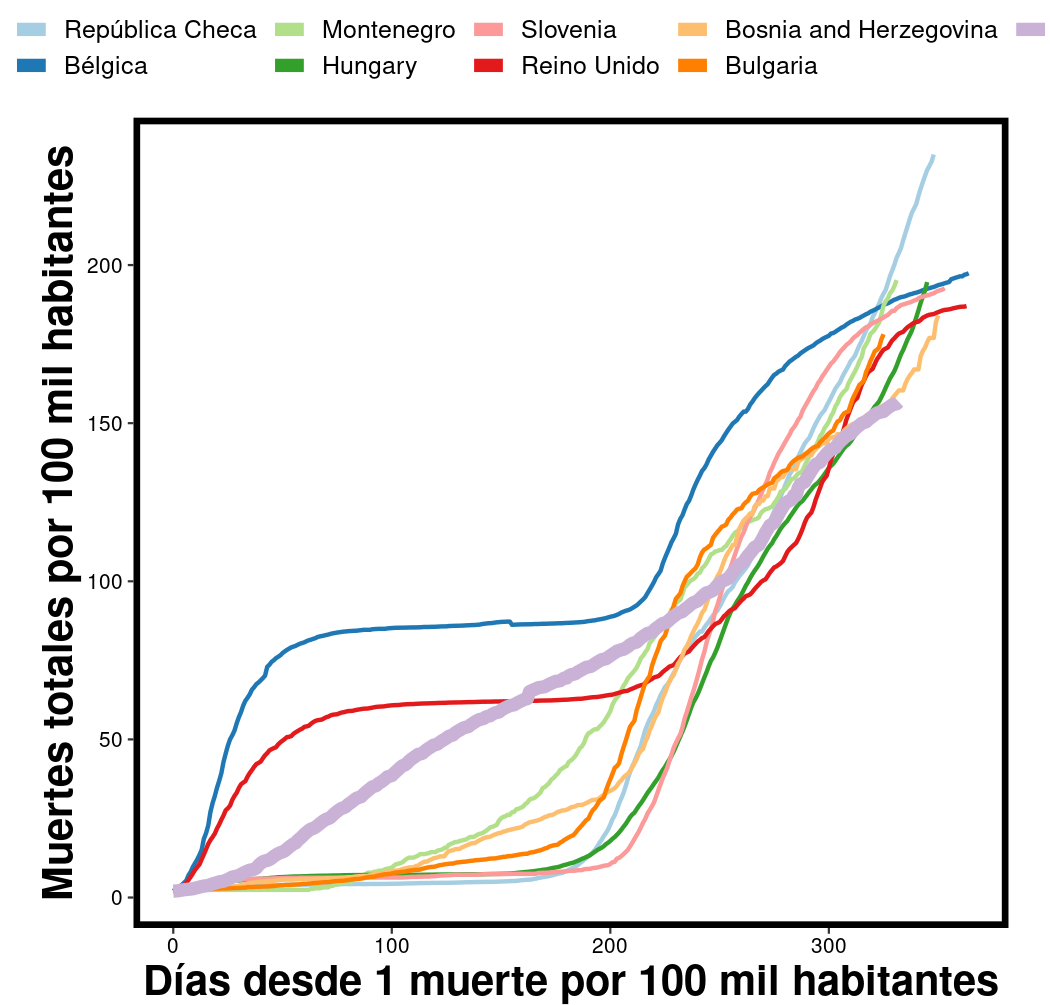 República Checa Montenegro Slovenia Bosnia and Herzegovina
Bélgica Hungary Reino Unido Bulgaria
Muertes totales por 100 mil habitantes
200
150
100
50
0
0 100 200 300
Días desde 1 muerte por 100 mil habitantes